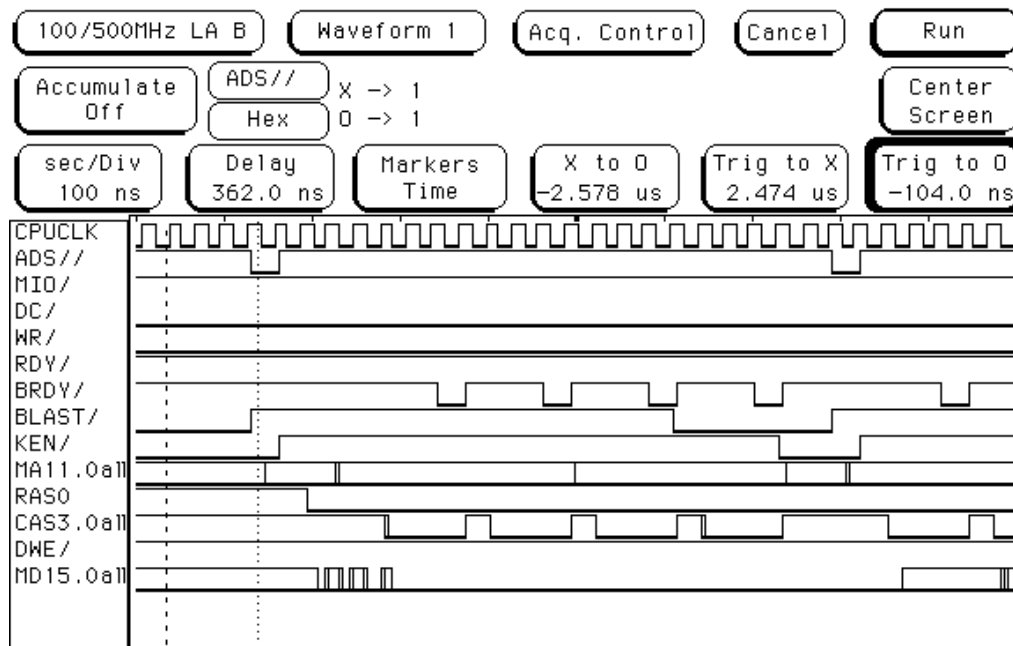 100/500MHz LA B Waveform 1 Acq. Control Cancel Run
Accumulate Off ADS// X -> 1 Center Screen
Hex O -> 1
sec/Div Delay Markers X to O Trig to X Trig to O
100 ns 362.0 ns Time -2.578 us 2.474 us -104.0 ns
CPUCLK
ADS//
MIO/
DC/
WR/
RDY/
BRDY/
BLAST/
KEN/
MA11.0all
RAS0
CAS3.0all
DWE/
MD15.0all